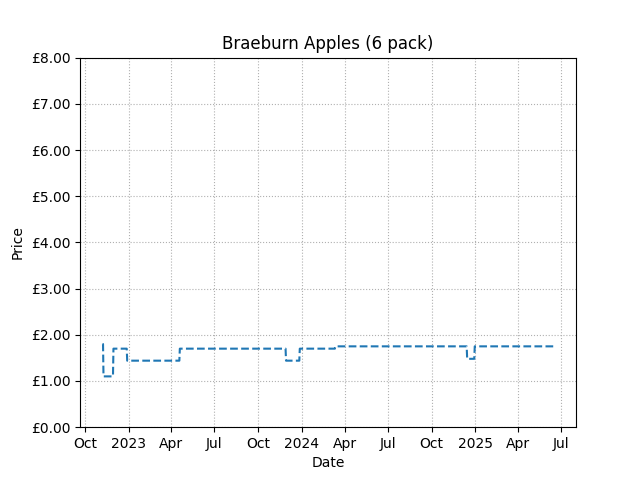 Braeburn Apples (6 pack)
£8.00
£7.00
£6.00
£5.00
£4.00
£3.00
£2.00
£1.00
£0.00
Price
Oct 2023 Apr Jul Oct 2024 Apr Jul Oct 2025 Apr Jul
Date